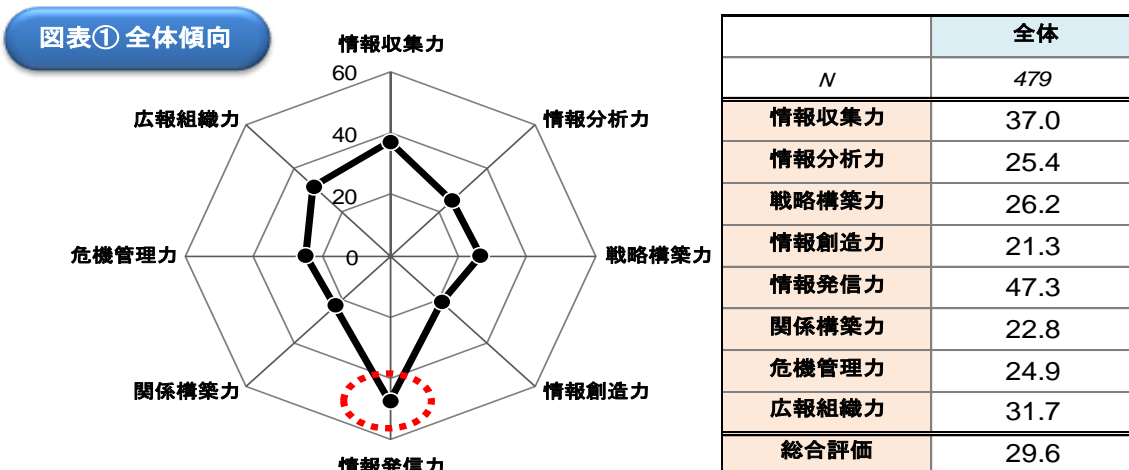 図表① 全体傾向
情報収集力
60
広報組織力
情報分析力
40
20
危機管理力
0
戦略構築力
関係構築力
情報創造力
情報発信力
全体
N 479
情報収集力 37.0
情報分析力 25.4
戦略構築力 26.2
情報創造力 21.3
情報発信力 47.3
関係構築力 22.8
危機管理力 24.9
広報組織力 31.7
総合評価 29.6